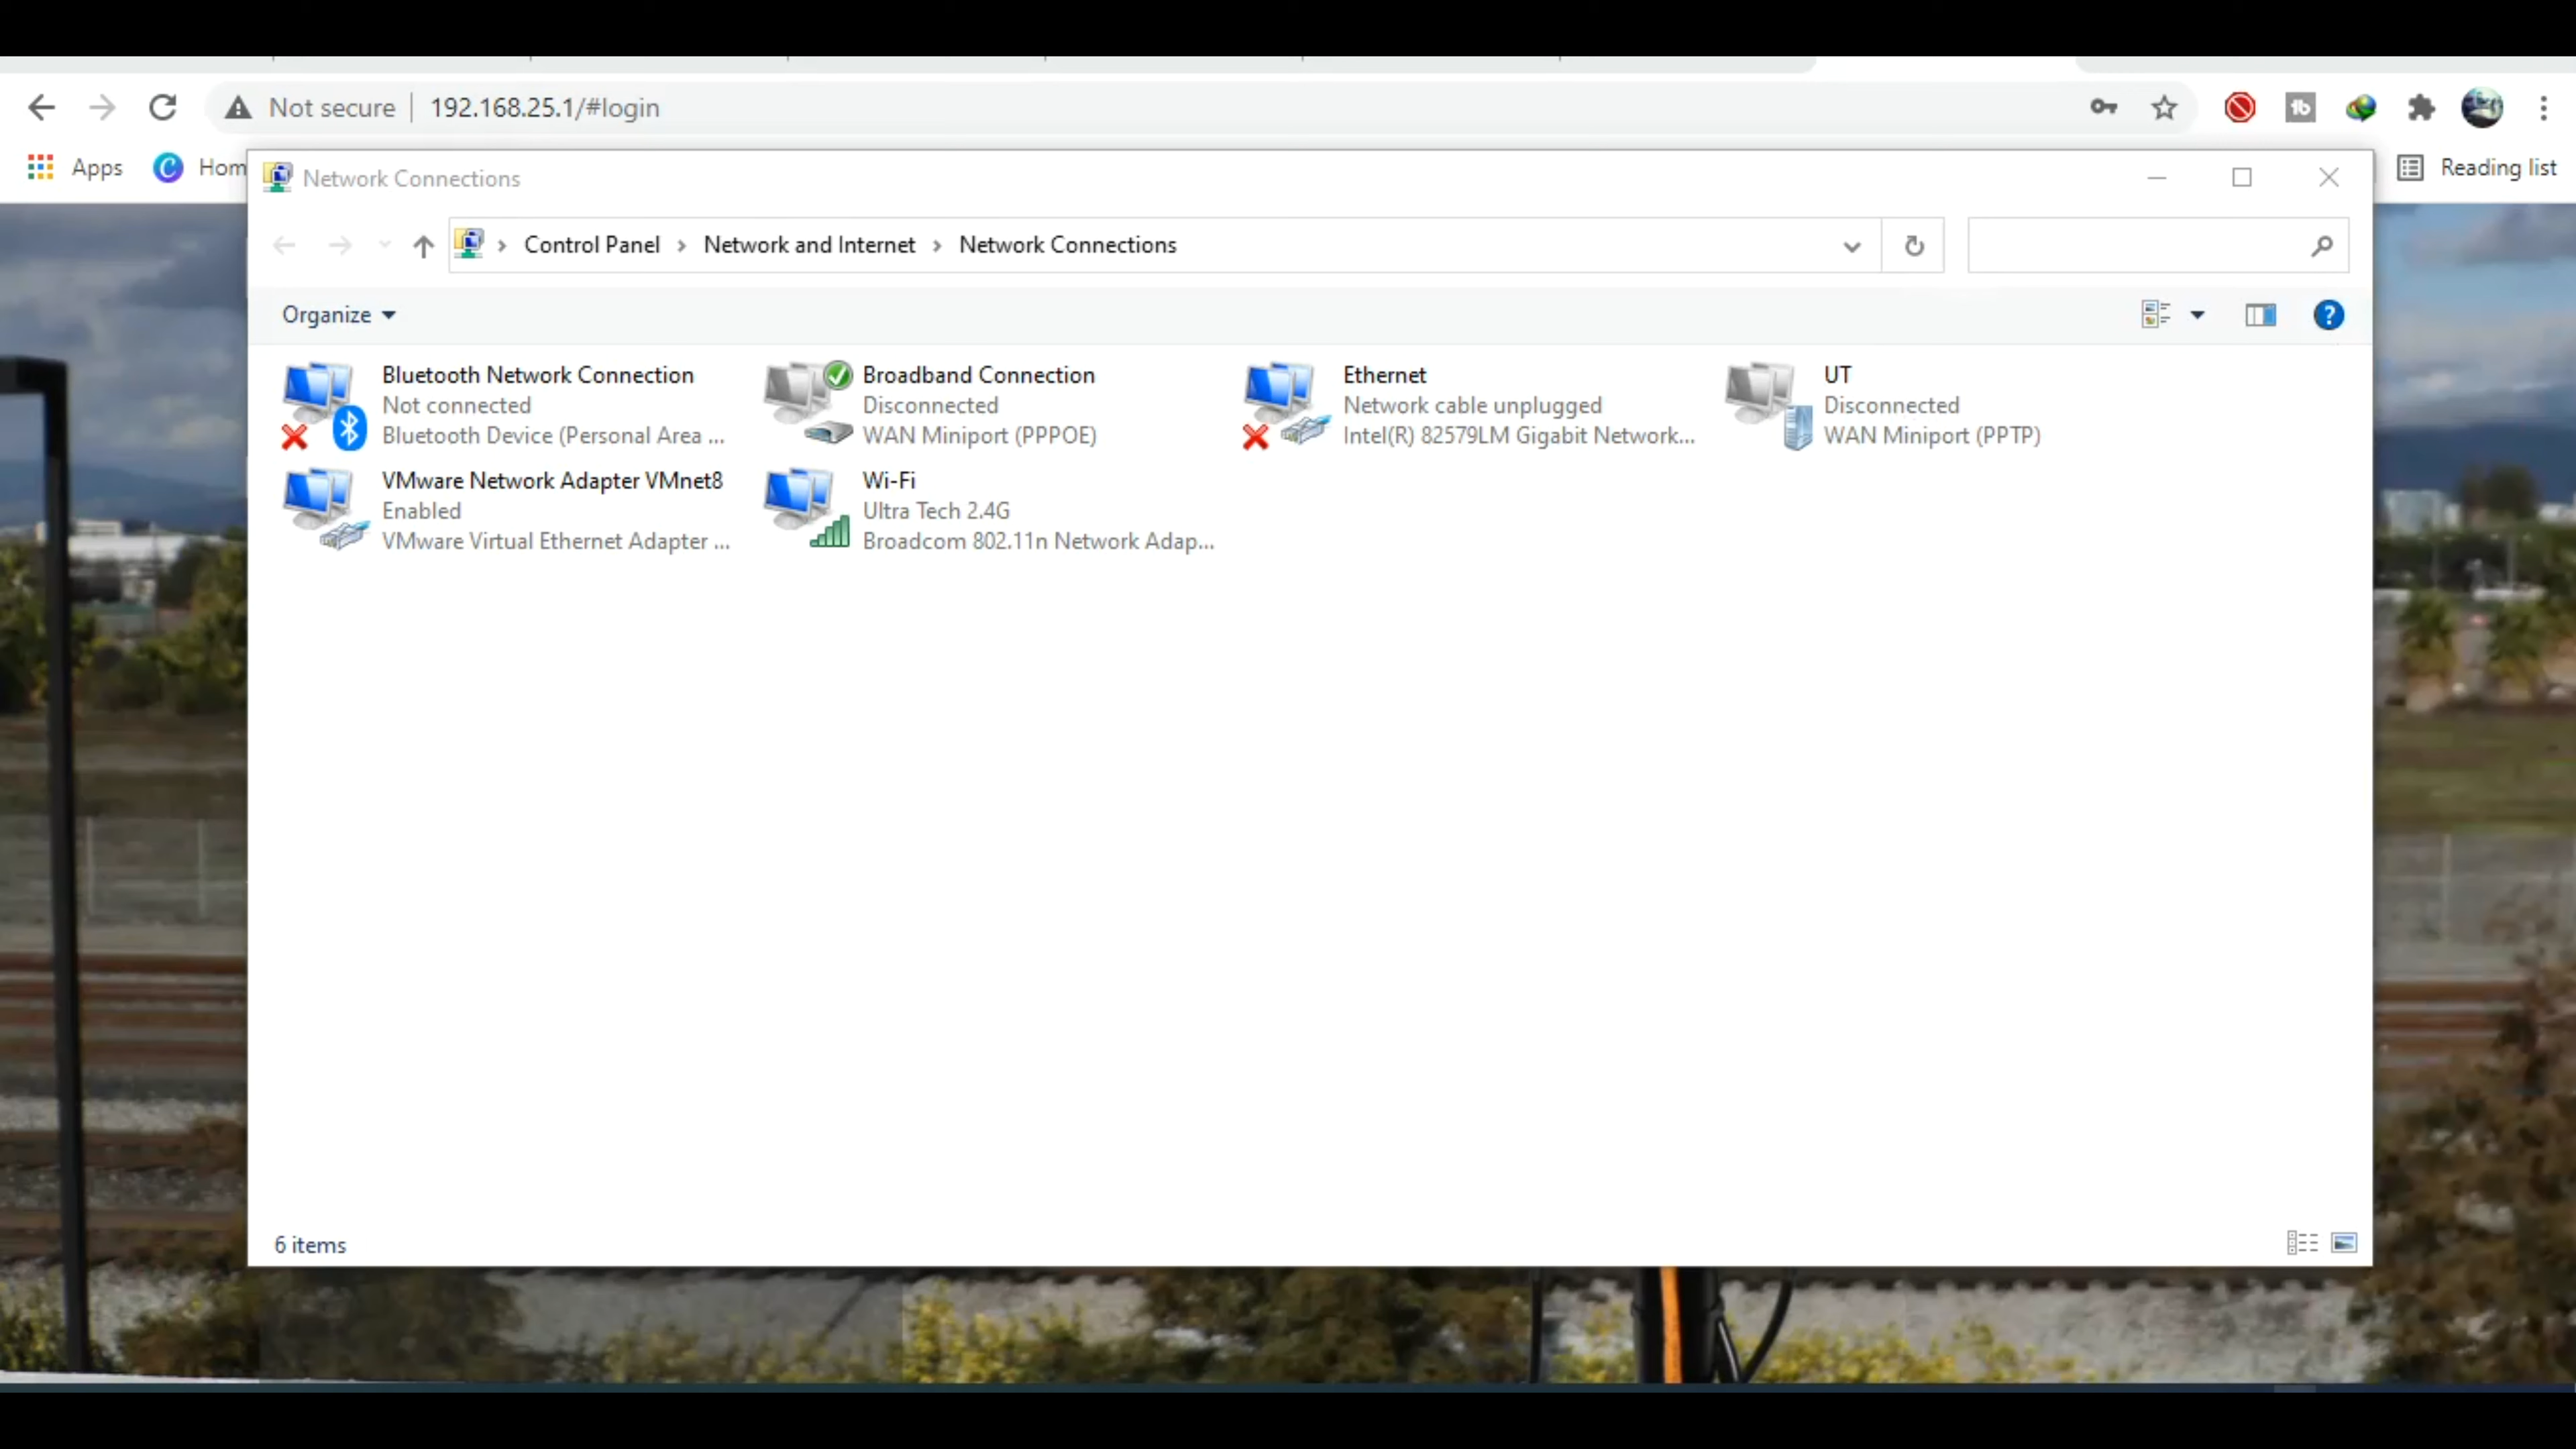 Not secure 192.168.25.1/#login
Apps Hom Reading list
Network Connections
Control Panel Network and Internet Network Connections
Organize
Bluetooth Network Connection
Not connected
Bluetooth Device (Personal Area ...
Broadband Connection
Disconnected
WAN Miniport (PPPOE)
Ethernet
Network cable unplugged
Intel(R) 82579LM Gigabit Network...
UT
Disconnected
WAN Miniport (PPTP)
VMware Network Adapter VMnet8
Enabled
VMware Virtual Ethernet Adapter ...
Wi-Fi
Ultra Tech 2.4G
Broadcom 802.11n Network Adap...
6 items